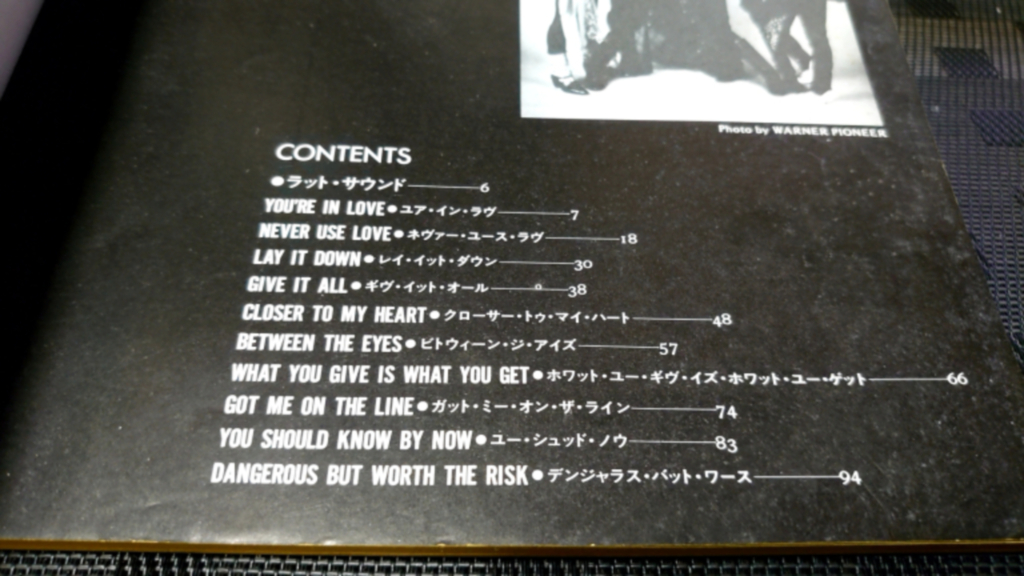 Photo by WARNER PIONEER
CONTENTS
●ラット・サウンド————6
YOU'RE IN LOVE●ユア・イン・ラヴ————7
NEVER USE LOVE●ネヴァー・ユース・ラヴ————18
LAY IT DOWN●レイ・イット・ダウン————30
GIVE IT ALL●ギヴ・イット・オール————38
CLOSER TO MY HEART●クローサー・トゥ・マイ・ハート————48
BETWEEN THE EYES●ビトウィーン・ジ・アイズ————57
WHAT YOU GIVE IS WHAT YOU GET●ホワット・ユー・ギヴ・イズ・ホワット・ユー・ゲット————66
GOT ME ON THE LINE●ガット・ミー・オン・ザ・ライン————74
YOU SHOULD KNOW BY NOW●ユー・シュッド・ノウ————83
DANGEROUS BUT WORTH THE RISK●デンジャラス・バット・ワース————94